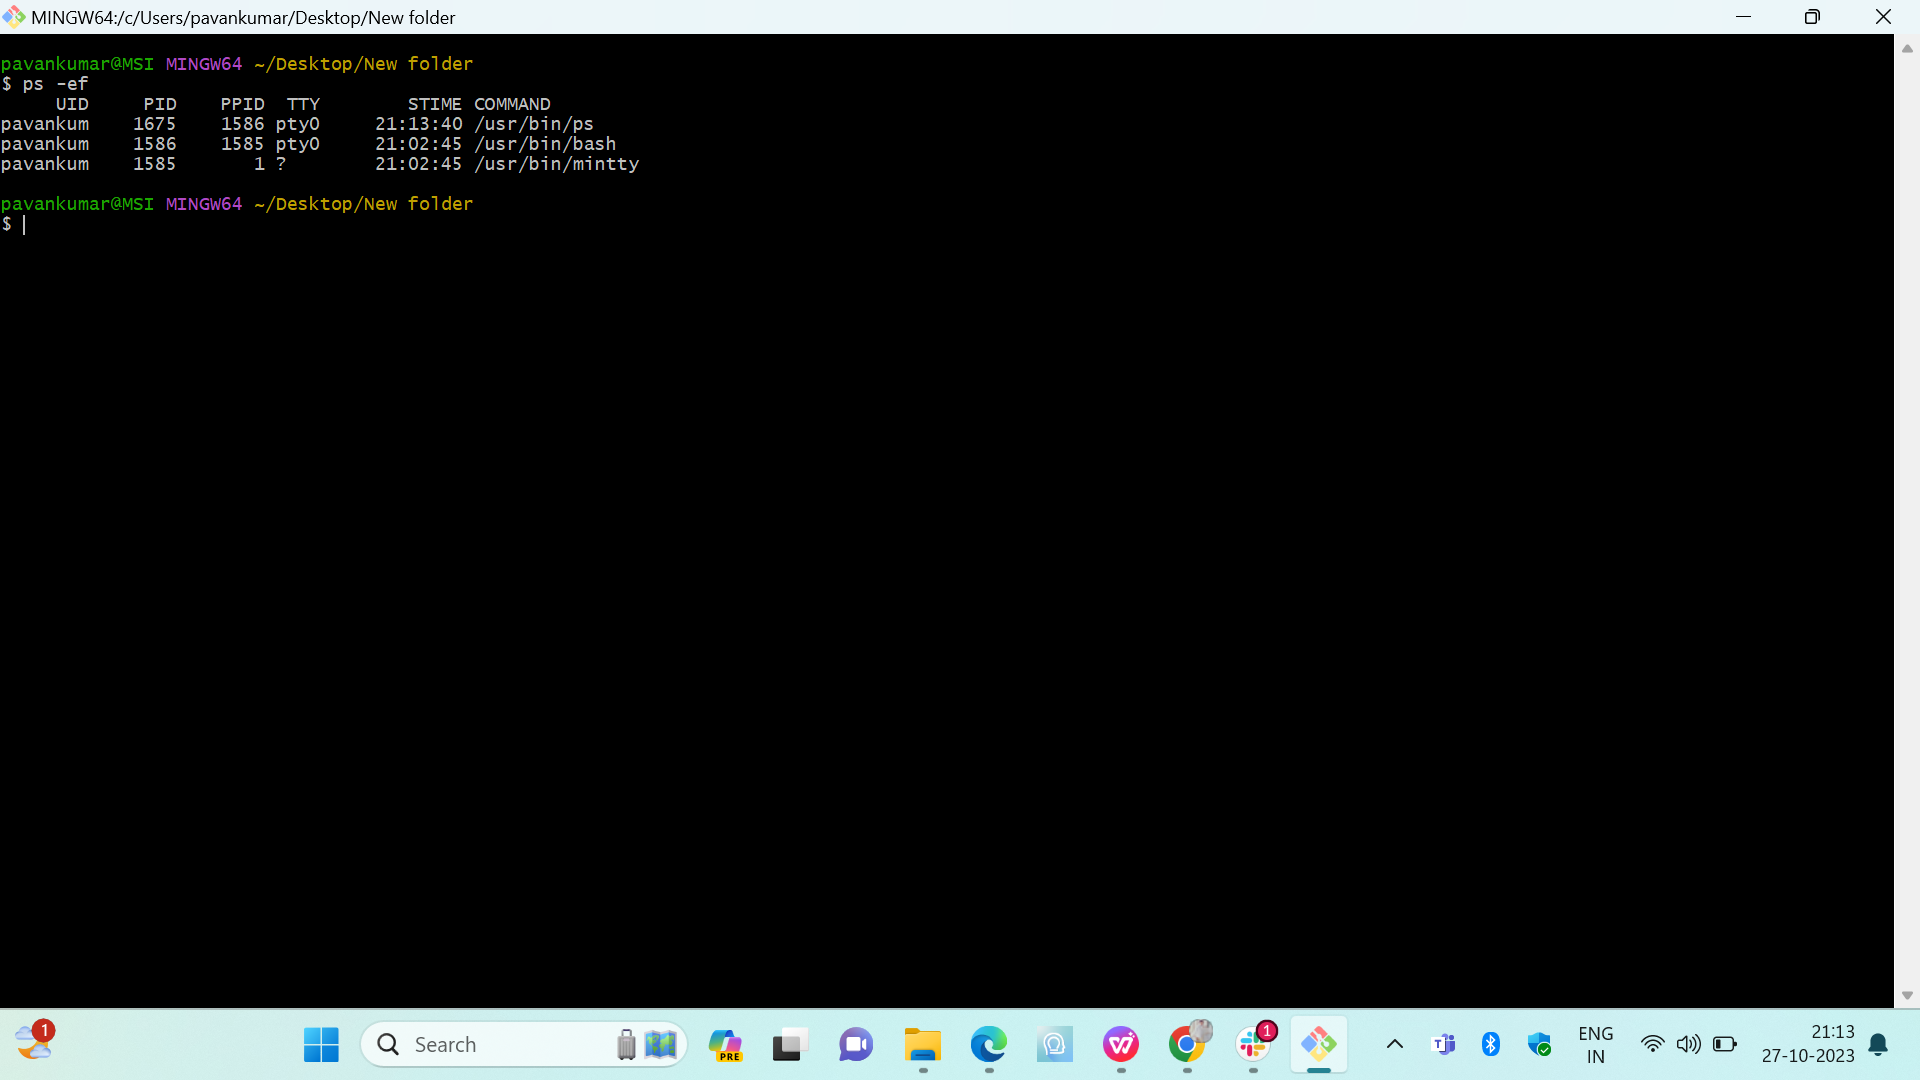 MINGW64:/c/Users/pavankumar/Desktop/New folder
pavankumar@MSI MINGW64 ~/Desktop/New folder
$ ps -ef
UID PID PPID TTY STIME COMMAND
pavankum 1675 1586 pty0 21:13:40 /usr/bin/ps
pavankum 1586 1585 pty0 21:02:45 /usr/bin/bash
pavankum 1585 1 ? 21:02:45 /usr/bin/mintty
pavankumar@MSI MINGW64 ~/Desktop/New folder
$
1
Search
PRE
1
ENG
IN
21:13
27-10-2023